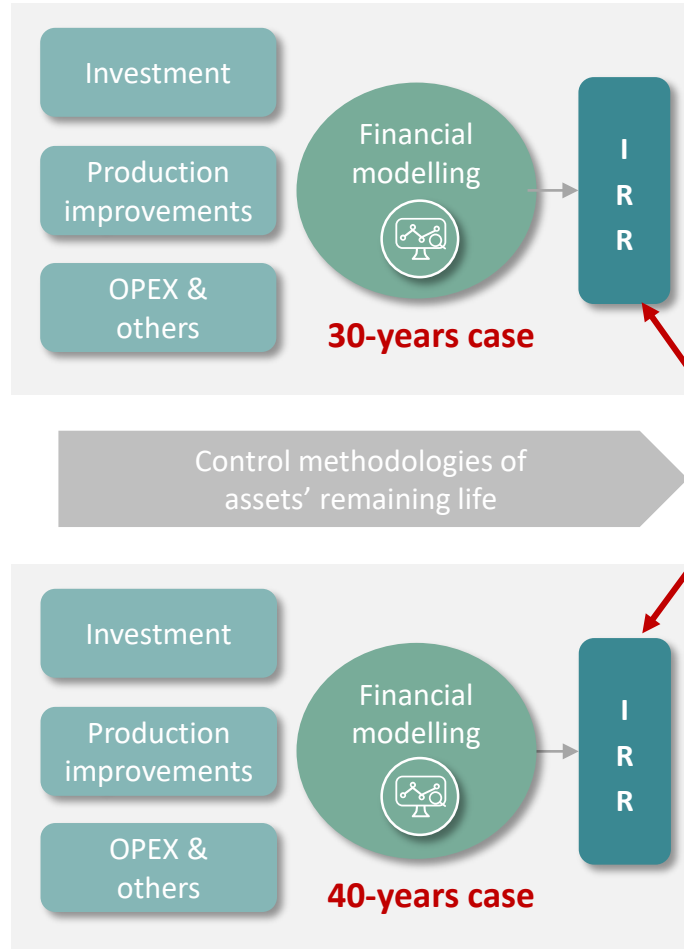 Investment
Production
improvements
OPEX &
others
Financial
modelling
30-years case
I
R
R
Control methodologies of
assets' remaining life
Investment
Production
improvements
OPEX &
others
Financial
modelling
40-years case
I
R
R